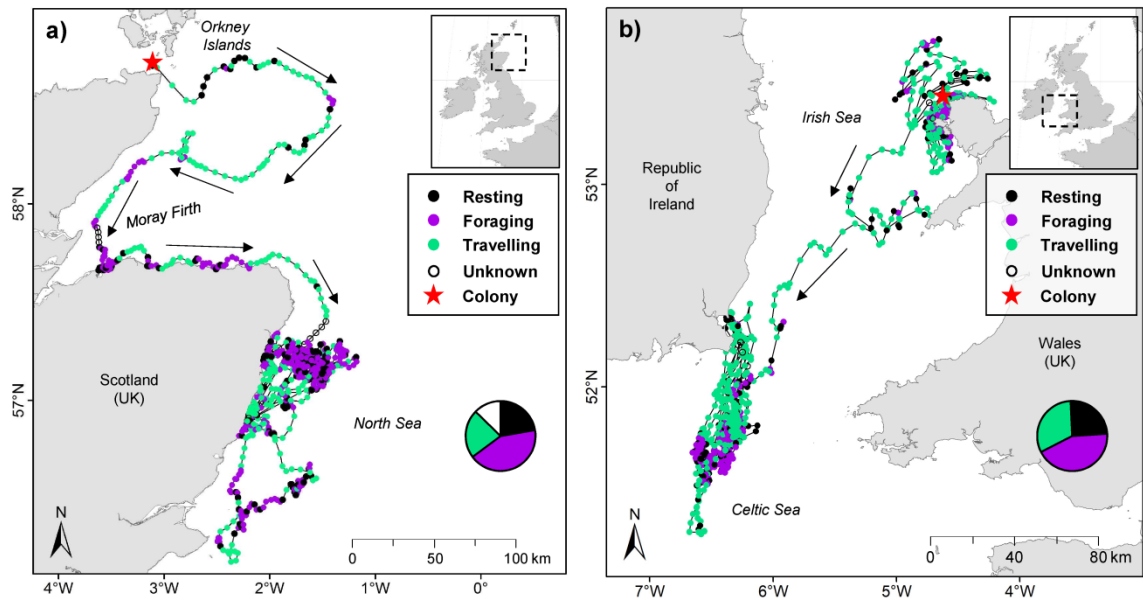 a)
Orkney
Islands
Moray Firth
Scotland
(UK)
North Sea
Resting
Foraging
Travelling
Unknown
Colony
N
0 50 100 km
58°N
57°N
4°W 3°W 2°W 1°W 0°
b)
Irish Sea
Republic
of
Ireland
Wales
(UK)
Celtic Sea
Resting
Foraging
Travelling
Unknown
Colony
N
0 40 80 km
53°N
52°N
7°W 6°W 5°W 4°W